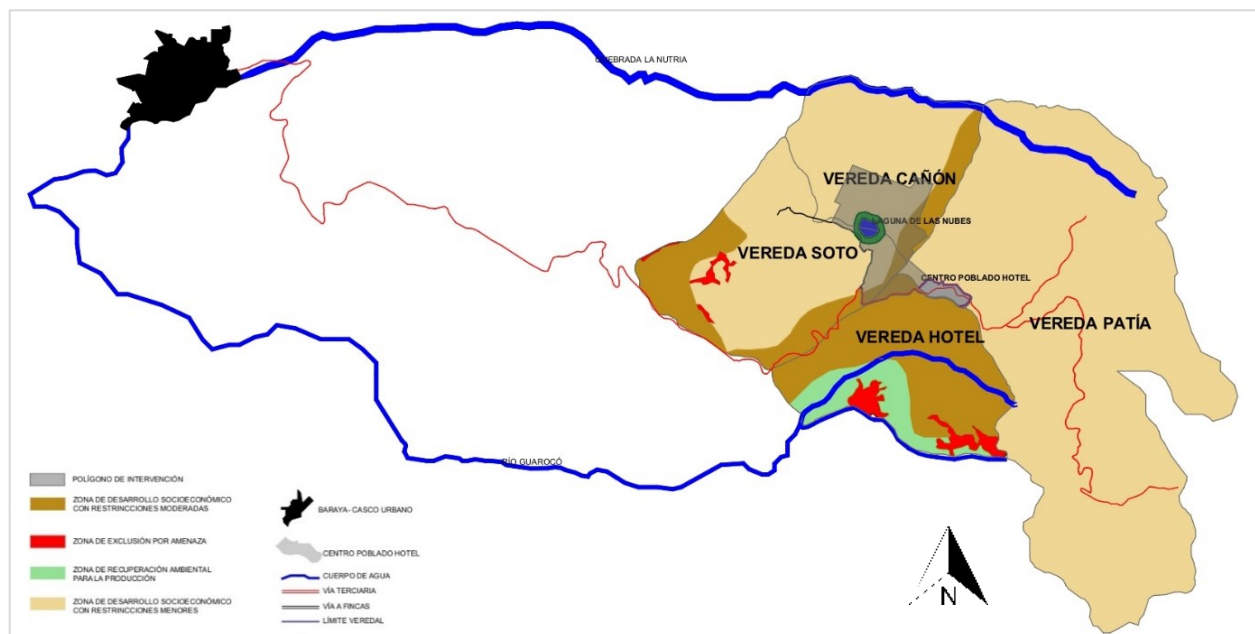 QUEBRADA LA NUTRIA
VEREDA CAÑÓN
LAGUNA DE LAS NUBES
VEREDA SOTO
CENTRO POBLADO HOTEL
VEREDA PATÍA
VEREDA HOTEL
RÍO GUAROCÓ
POLÍGONO DE INTERVENCIÓN
ZONA DE DESARROLLO SOCIOECONÓMICO
CON RESTRINCCIONES MODERADAS
ZONA DE EXCLUSIÓN POR AMENAZA
ZONA DE RECUPERACIÓN AMBIENTAL
PARA LA PRODUCCIÓN
ZONA DE DESARROLLO SOCIOECONÓMICO
CON RESTRINCCIONES MENORES
BARAYA- CASCO URBANO
CENTRO POBLADO HOTEL
CUERPO DE AGUA
VÍA TERCIARIA
VÍA A FINCAS
LÍMITE VEREDAL
N